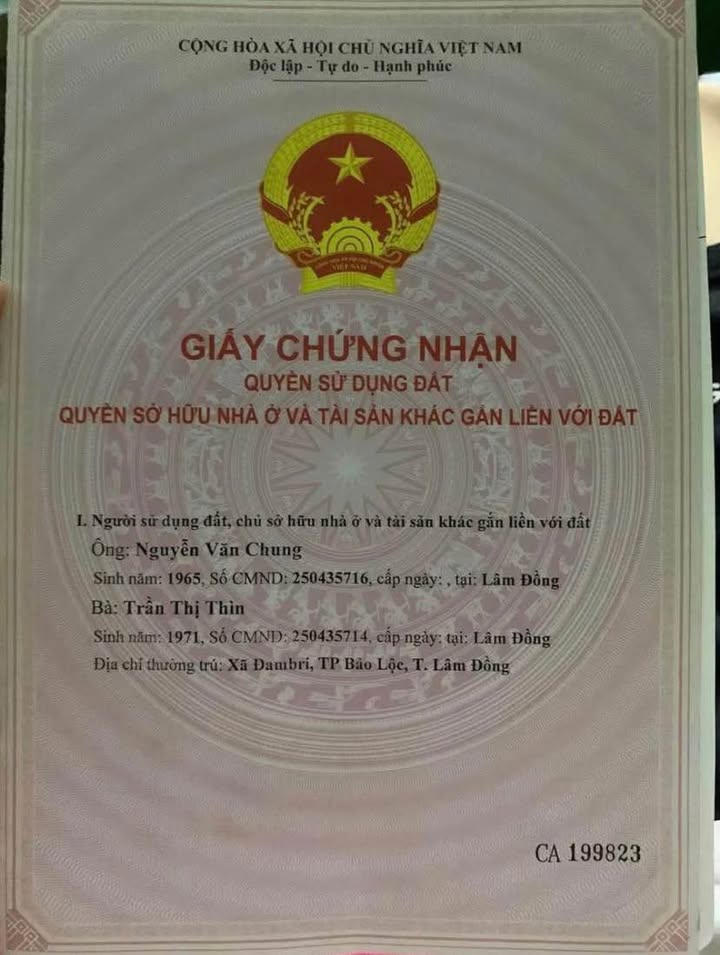 CỘNG HÒA XÃ HỘI CHỦ NGHĨA VIỆT NAM
Độc lập - Tự do - Hạnh phúc
VIỆT NAM
GIẤY CHỨNG NHẬN
QUYỀN SỬ DỤNG ĐẤT
QUYỀN SỞ HỮU NHÀ Ở VÀ TÀI SẢN KHÁC GẮN LIỀN VỚI ĐẤT
I. Người sử dụng đất, chủ sở hữu nhà ở và tài sản khác gắn liền với đất
Ông: Nguyễn Văn Chung
Sinh năm: 1965, Số CMND: 250435716, cấp ngày: , tại: Lâm Đồng
Bà: Trần Thị Thìn
Sinh năm: 1971, Số CMND: 250435714, cấp ngày: tại: Lâm Đồng
Địa chỉ thường trú: Xã Đambri, TP Bảo Lộc, T. Lâm Đồng
CA 199823